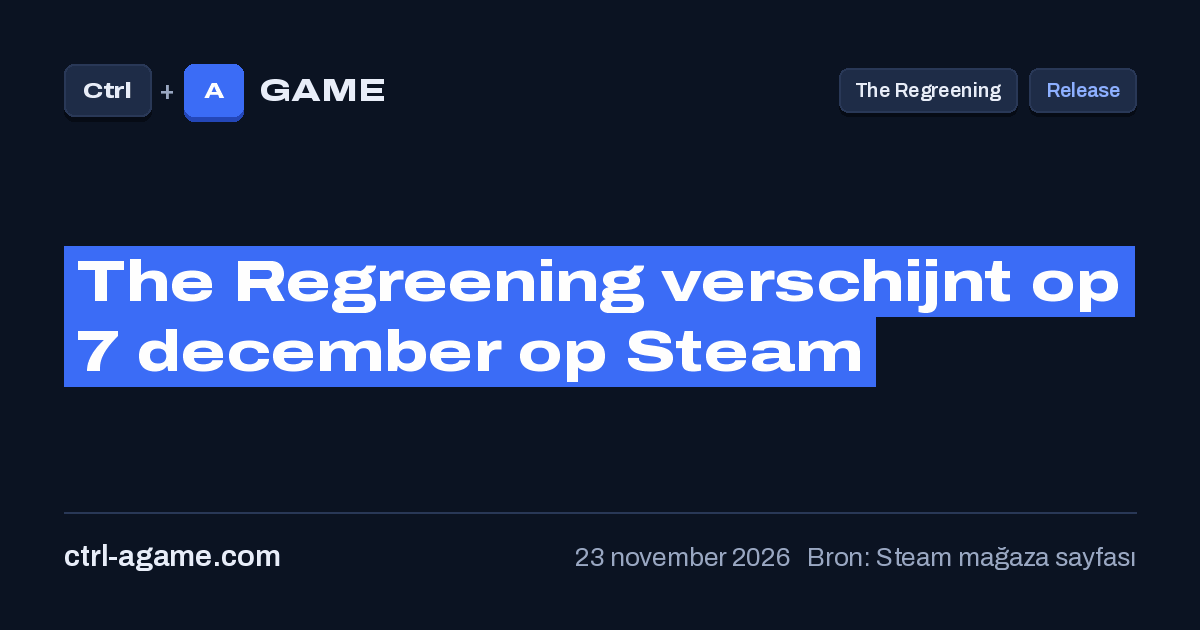 Ctrl + A GAME
The Regreening Release
The Regreening verschijnt op
7 december op Steam
ctrl-agame.com
23 november 2026 Bron: Steam mağaza sayfası